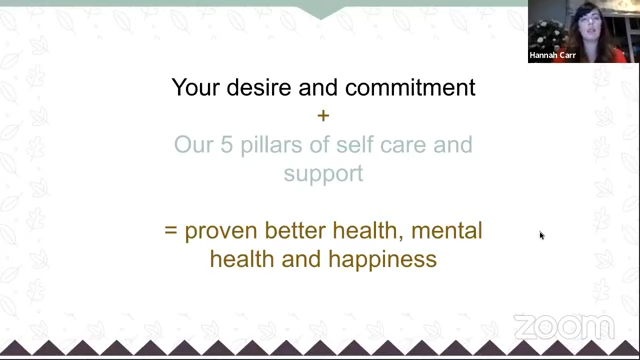 Hannah Carr
Your desire and commitment
+
Our 5 pillars of self care and
support
= proven better health, mental
health and happiness
zoom